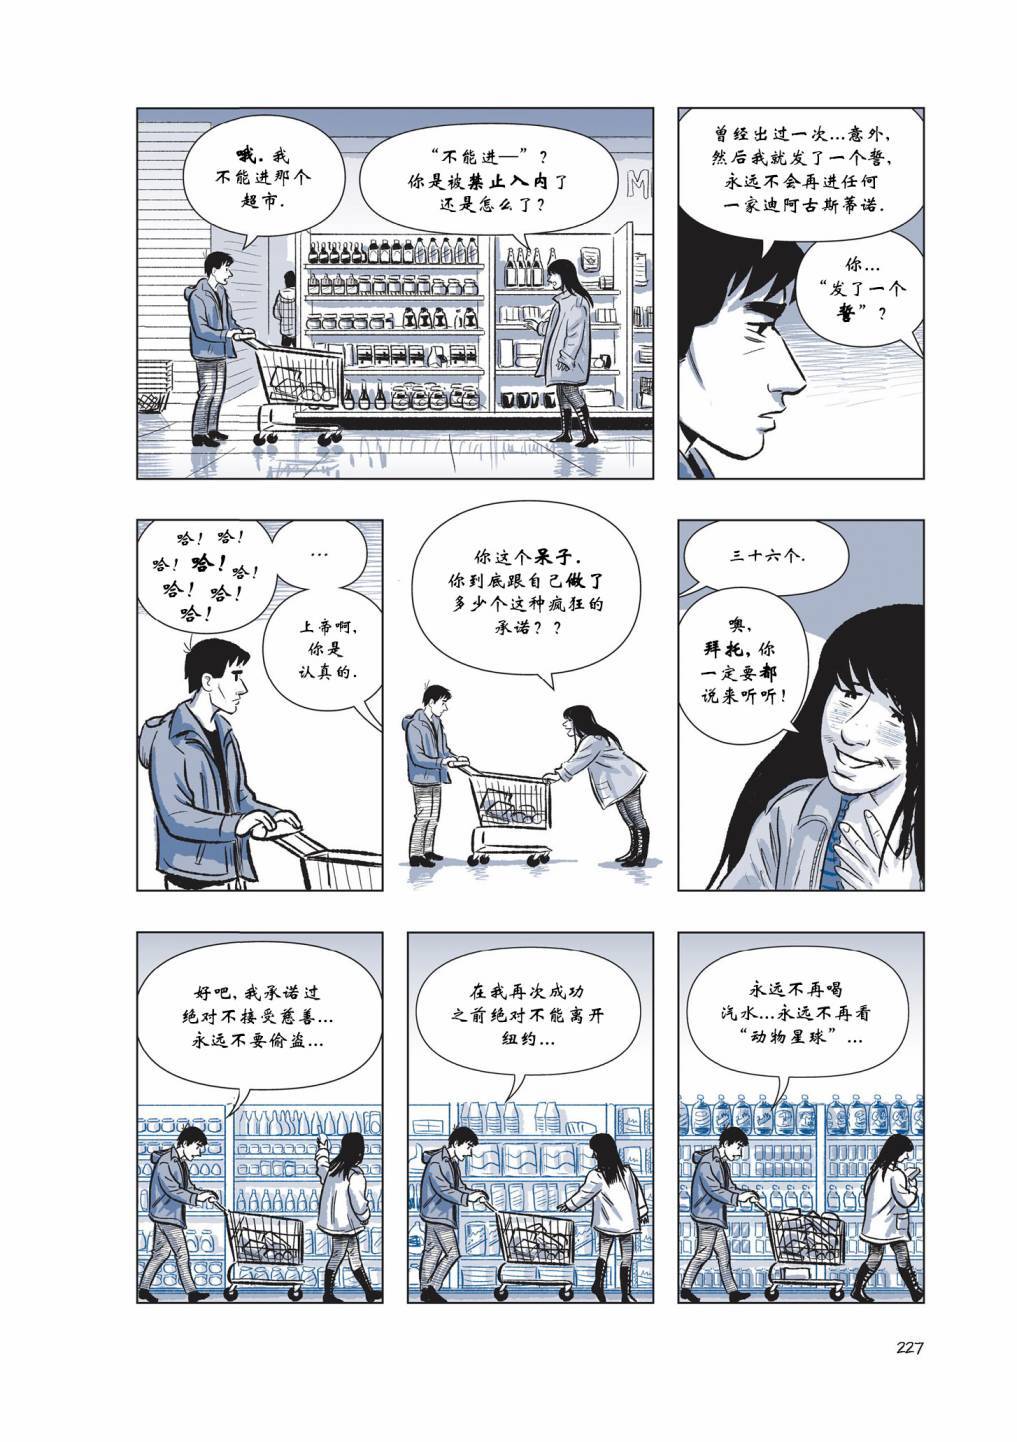 哦.我
不能进那个
超市.
“不能进—”？
你是被禁止入内了
还是怎么了？
M
曾经出过一次...意外,
然后我就发了一个誓,
永远不会再进任何
一家迪阿古斯蒂诺.
你...
“发了一个
誓”？
哈！哈！
哈！哈！哈！
哈！哈！
哈！
...
上帝啊,
你是
认真的.
你这个呆子.
你到底跟自己做了
多少个这种疯狂的
承诺？？
三十六个.
噢,
拜托,你
一定要都
说来听听！
好吧,我承诺过
绝对不接受慈善...
永远不要偷盗...
在我再次成功
之前绝对不能离开
纽约...
永远不再喝
汽水...永远不再看
“动物星球”...
227